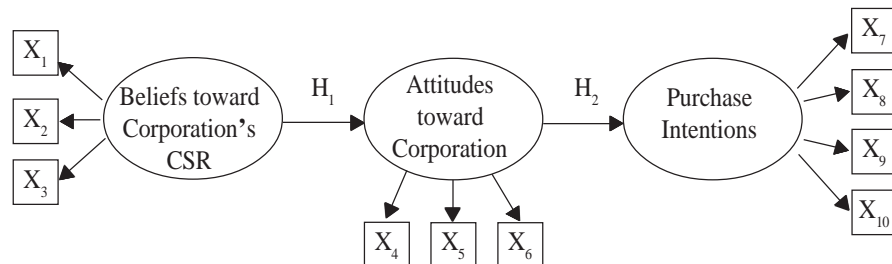 X₁
X₂
X₃
Beliefs toward
Corporation's
CSR
H₁
Attitudes
toward
Corporation
X₄ X₅ X₆
H₂
Purchase
Intentions
X₇
X₈
X₉
X₁₀